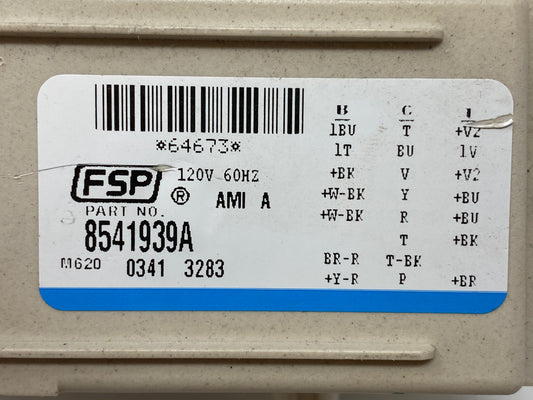 *64673*
120V 60HZ
FSP ® AMI A
PART NO.
8541939A
M620 0341 3283
B C T
1BU T +V2
1T BU 1V
+BK V +V2
+W-BK Y +BU
+W-BK R +BU
T +BK
BR-R T-BK
+Y-R P +BR